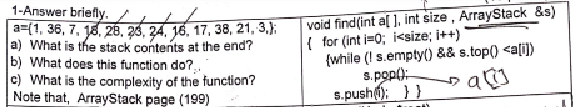 1-Answer briefly.
a={1, 36, 7, 18, 28, 23, 24, 16, 17, 38, 21, 3,};
a) What is the stack contents at the end?
b) What does this function do?
c) What is the complexity of the function?
Note that, ArrayStack page (199)
void find(int a[ ], int size , ArrayStack &s)
{ for (int i=0; i<size; i++)
{while (! s.empty() && s.top() <a[i])
s.pop(); a[i]
s.push(i); } }